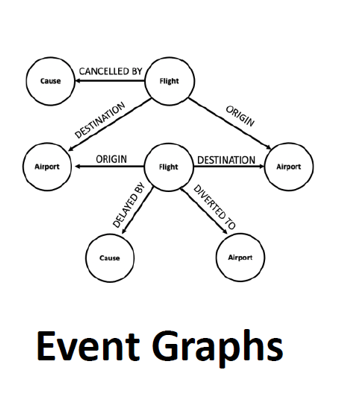 CANCELLED BY
Cause
Flight
DESTINATION
ORIGIN
Airport
ORIGIN
Flight
DESTINATION
Airport
DELAYED BY
DIVERTED TO
Cause
Airport
Event Graphs